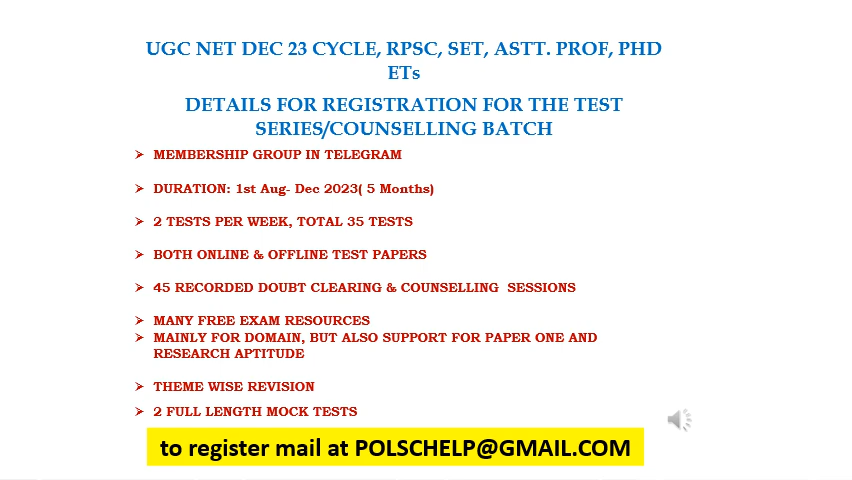 UGC NET DEC 23 CYCLE, RPSC, SET, ASTT. PROF, PHD
ETs
DETAILS FOR REGISTRATION FOR THE TEST
SERIES/COUNSELLING BATCH
➢ MEMBERSHIP GROUP IN TELEGRAM
➢ DURATION: 1st Aug- Dec 2023( 5 Months)
➢ 2 TESTS PER WEEK, TOTAL 35 TESTS
➢ BOTH ONLINE & OFFLINE TEST PAPERS
➢ 45 RECORDED DOUBT CLEARING & COUNSELLING SESSIONS
➢ MANY FREE EXAM RESOURCES
➢ MAINLY FOR DOMAIN, BUT ALSO SUPPORT FOR PAPER ONE AND
RESEARCH APTITUDE
➢ THEME WISE REVISION
➢ 2 FULL LENGTH MOCK TESTS
to register mail at POLSCHELP@GMAIL.COM